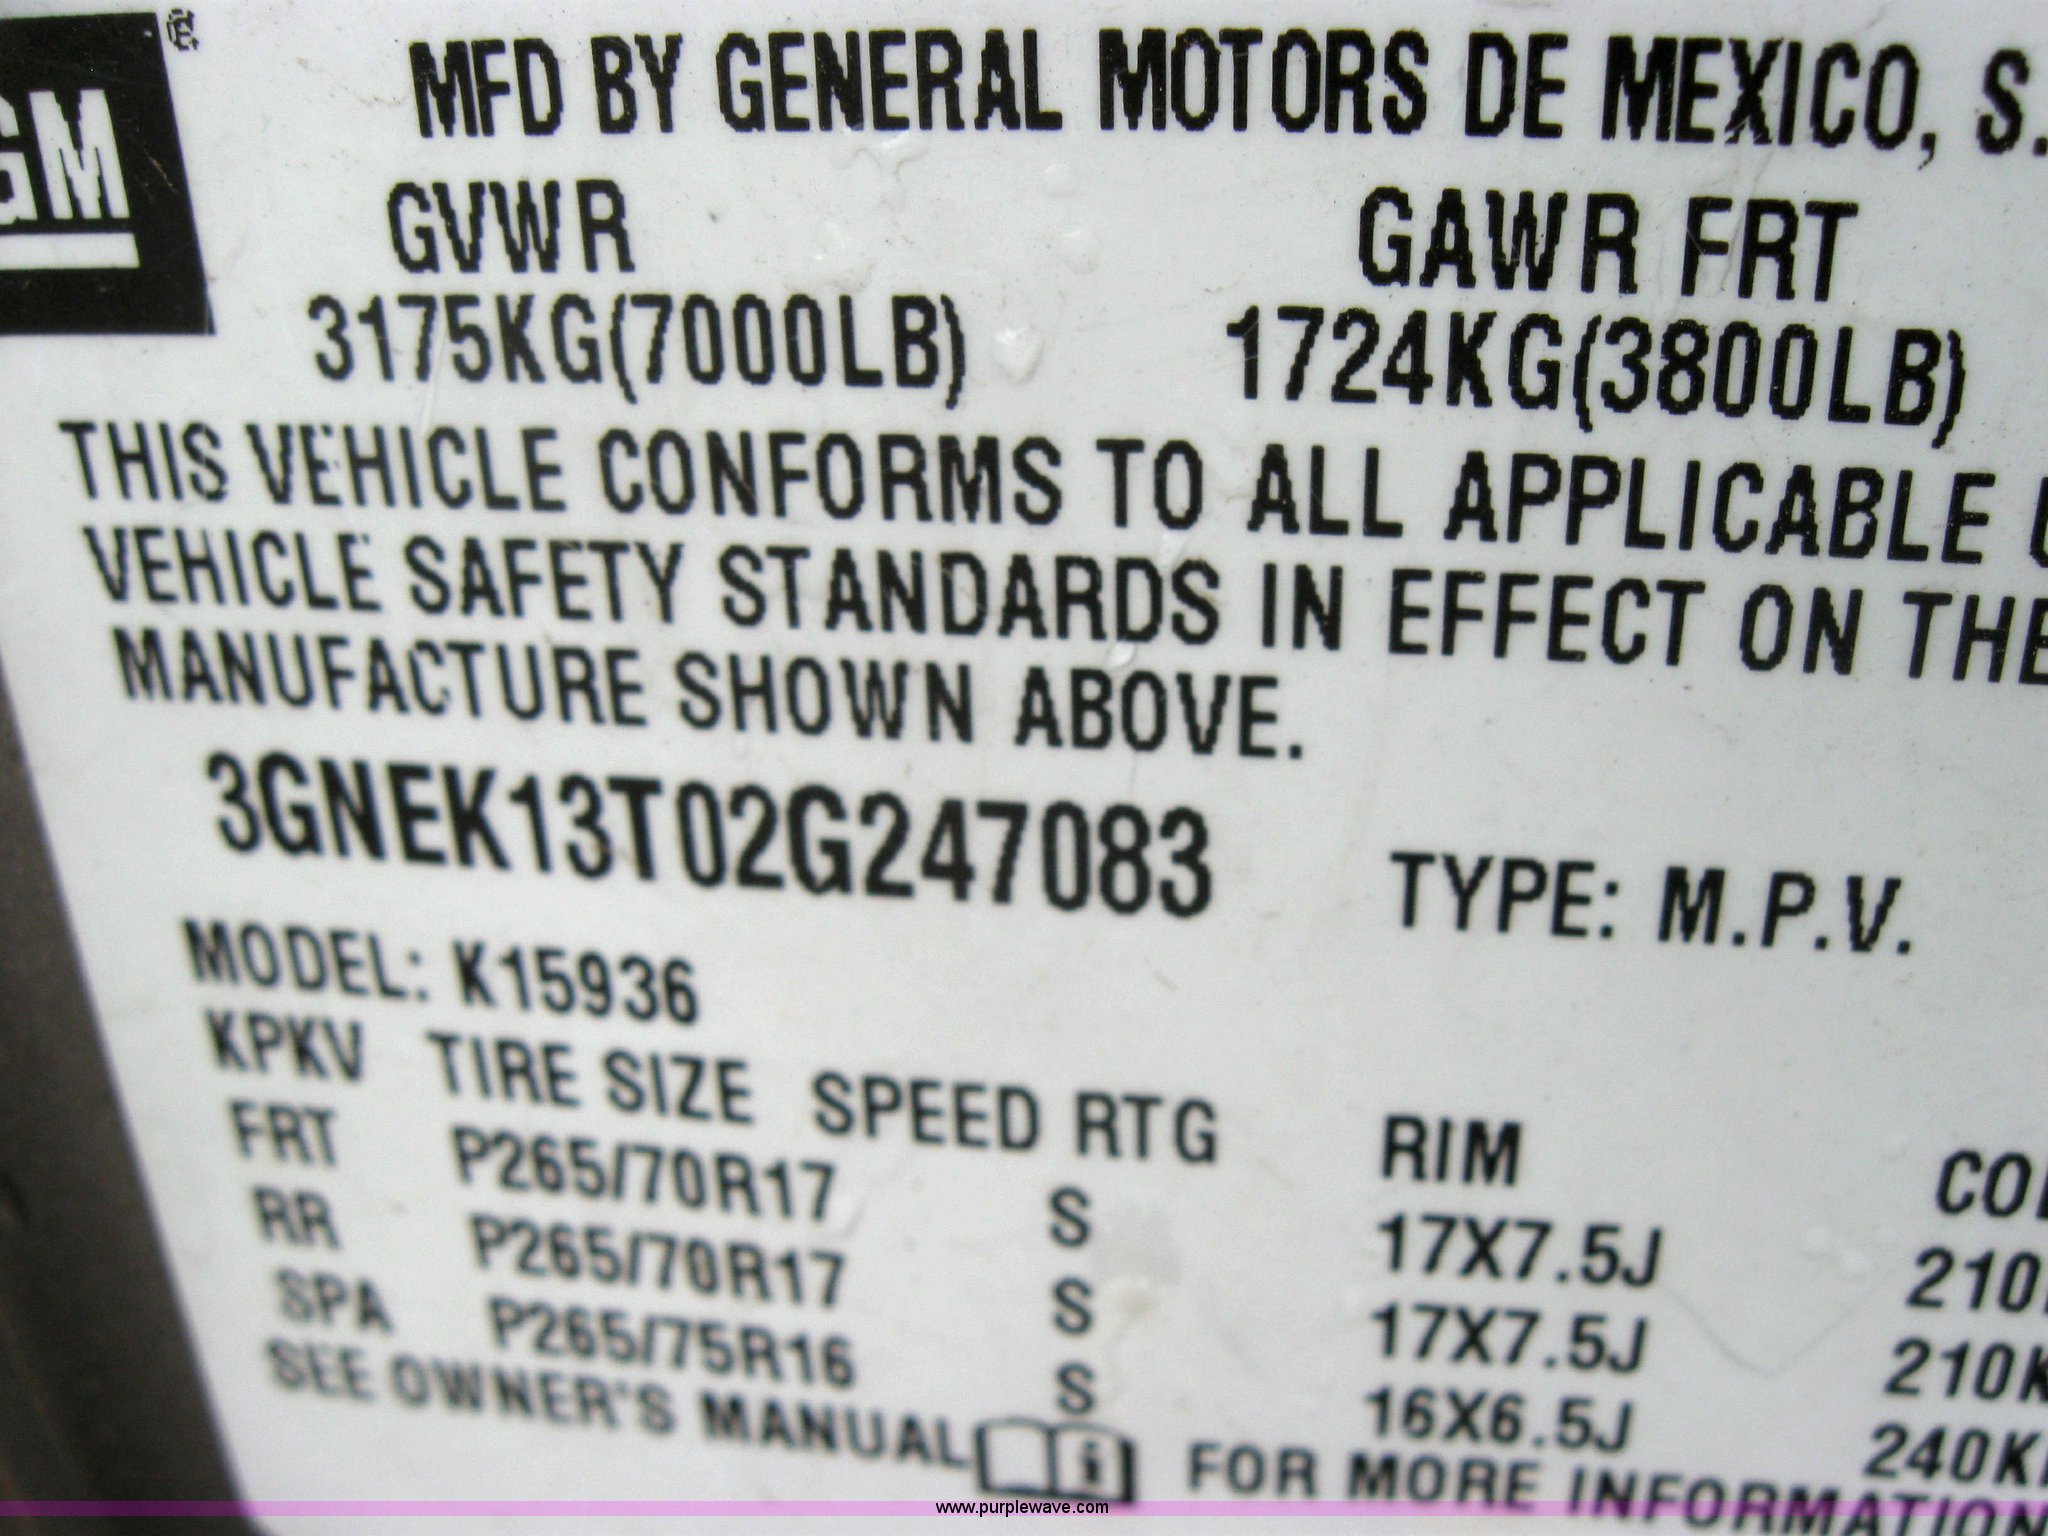 GM®
MFD BY GENERAL MOTORS DE MEXICO, S.
GVWR GAWR FRT
3175KG(7000LB) 1724KG(3800LB)
THIS VEHICLE CONFORMS TO ALL APPLICABLE
VEHICLE SAFETY STANDARDS IN EFFECT ON THE
MANUFACTURE SHOWN ABOVE.
3GNEK13T02G247083 TYPE: M.P.V.
MODEL: K15936
KPKV TIRE SIZE SPEED RTG RIM
FRT P265/70R17 S 17X7.5J 210
RR P265/70R17 S 17X7.5J 210K
SPA P265/75R16 S 16X6.5J 240K
SEE OWNER'S MANUAL FOR MORE INFORMATION
www.purplewave.com